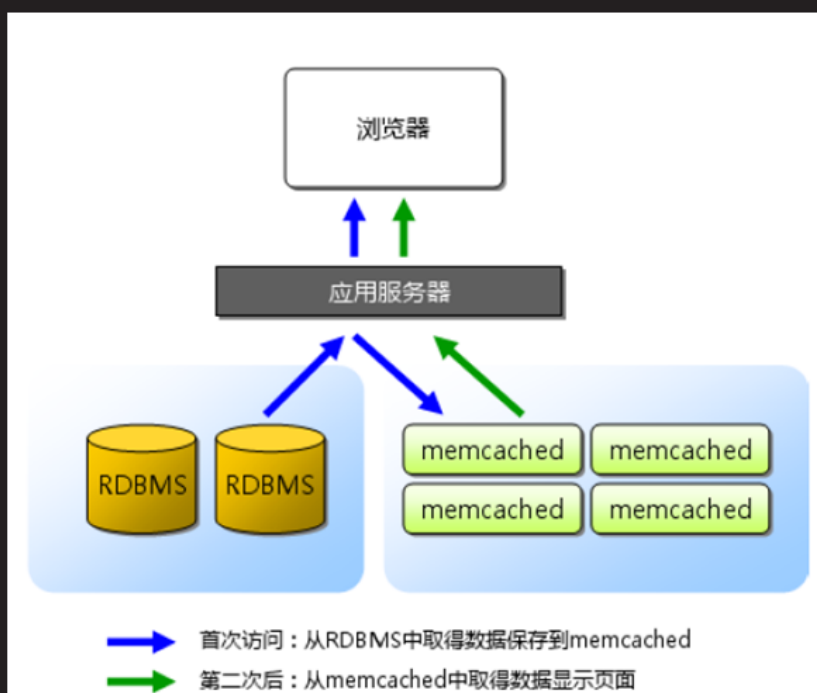 浏览器
应用服务器
RDBMS RDBMS
memcached memcached
memcached memcached
首次访问：从RDBMS中取得数据保存到memcached
第二次后：从memcached中取得数据显示页面